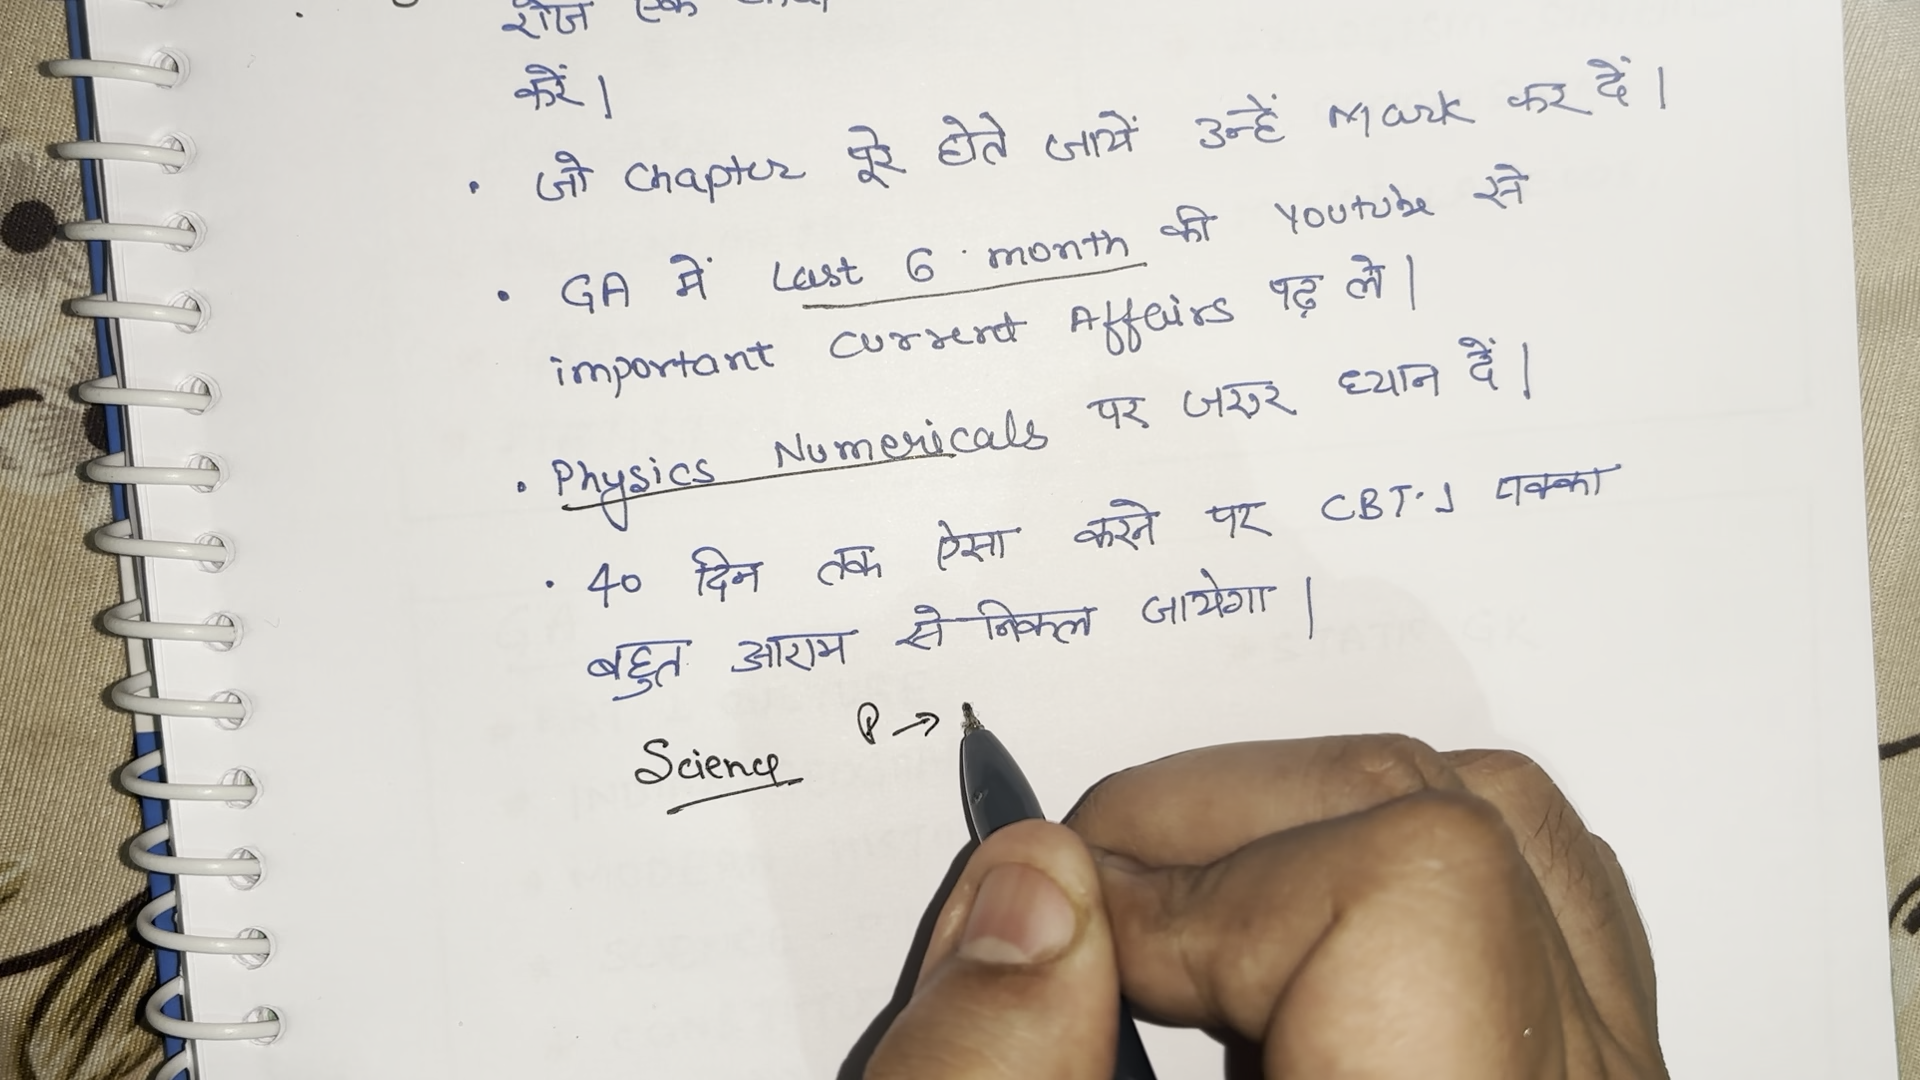 रोज एक
करें।
• जो Chapter पूरे होते जायें उन्हें Mark कर दें।
• GA में Last 6 month की Youtube से
important current Affairs पढ़ लें।
• Physics Numericals पर जरुर ध्यान दें।
• 40 दिन तक ऐसा करने पर CBT-1 पक्का
बहुत आराम से निकल जायेगा।
P →
Science